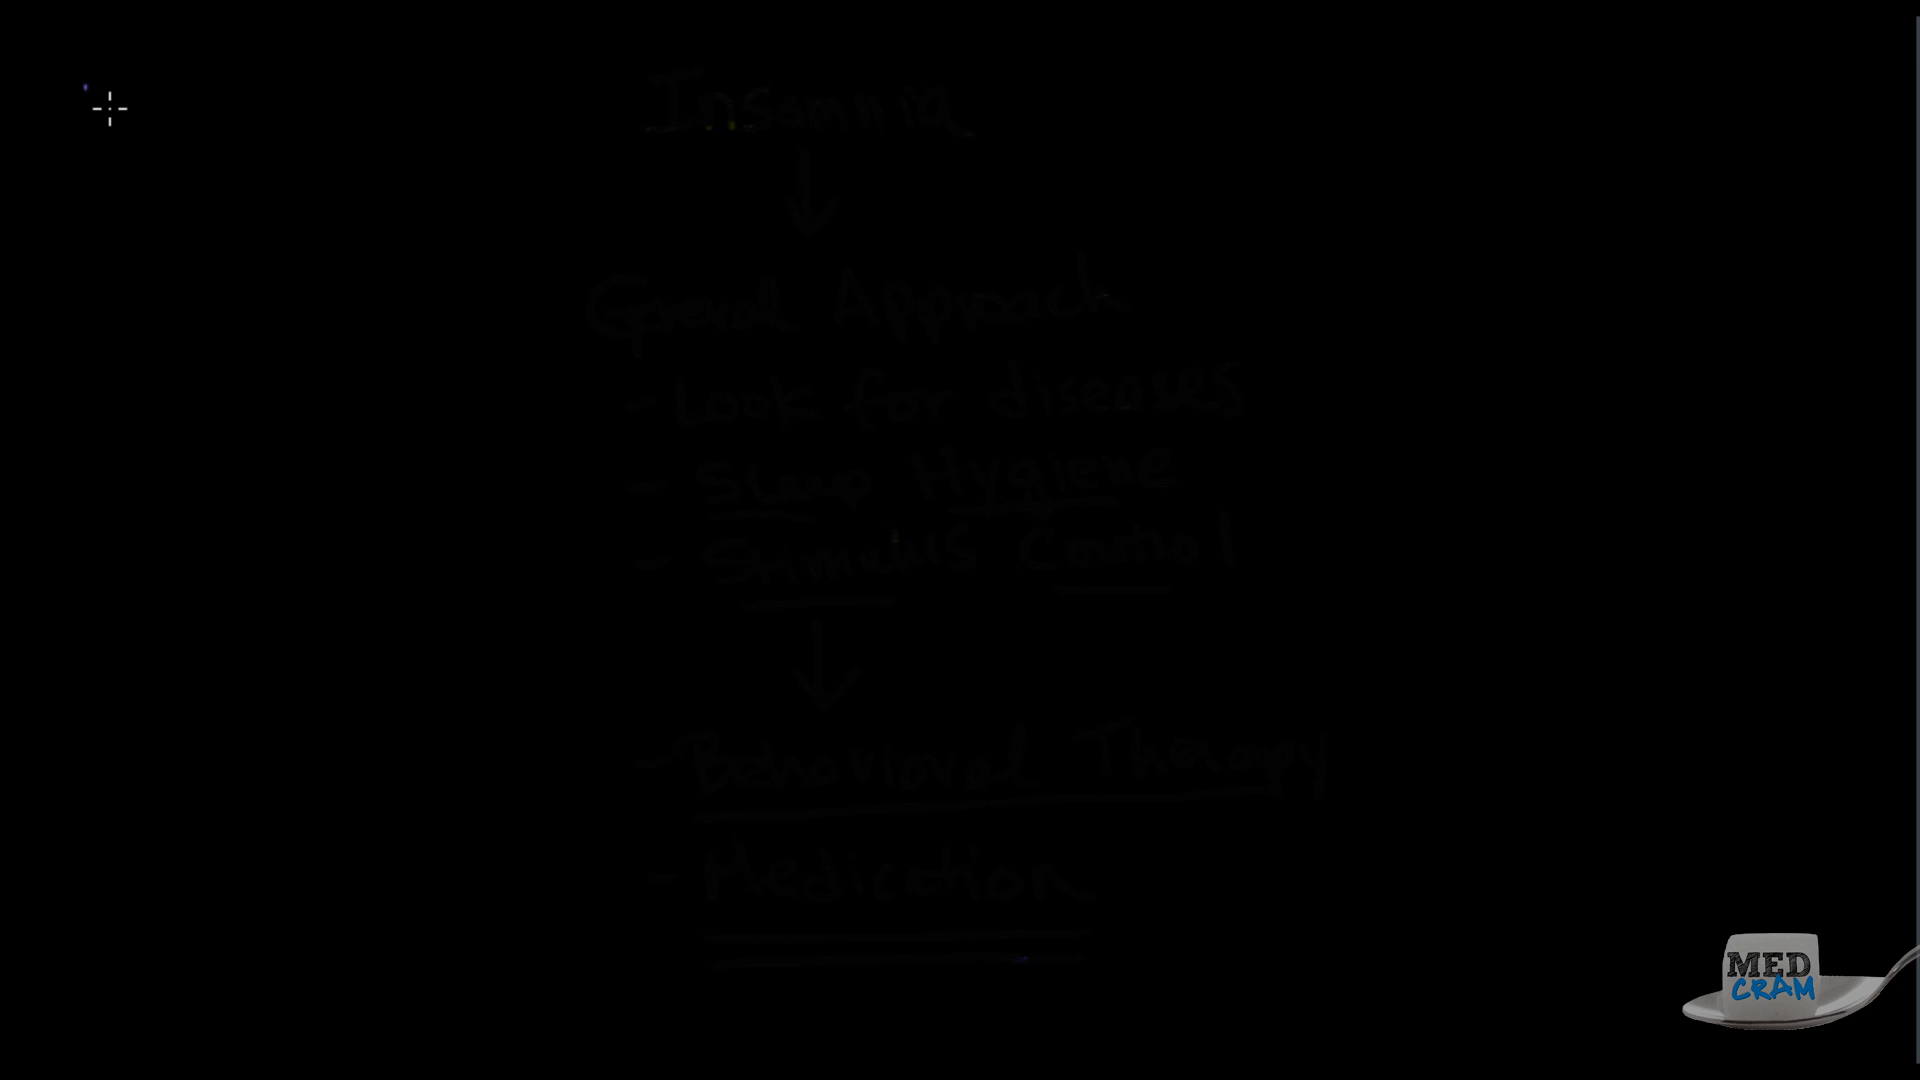 Insomnia
General Approach
- Look for diseases
- Sleep Hygiene
- Stimulus Control
- Behavioral Therapy
- Medication
MED
CRAM